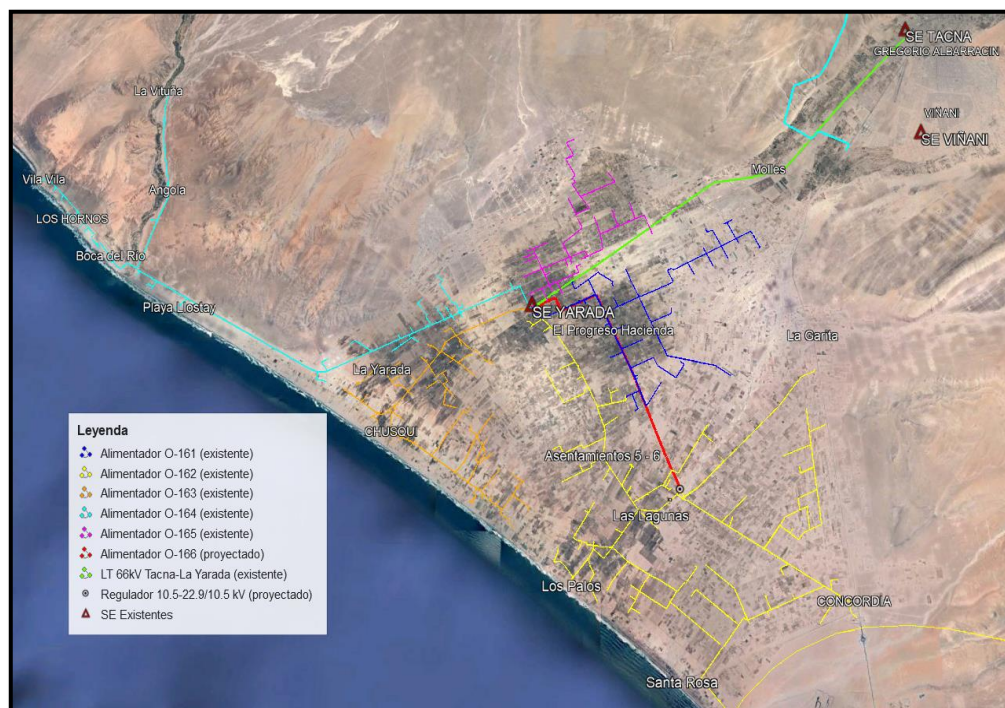 SE TACNA
GREGORIO ALBARRACIN
La Vituña
VIÑANI
SE VIÑANI
Molles
Vila Vila
Angola
LOS HORNOS
Boca del Rio
Playa Llostay
SE YARADA
El Progreso Hacienda
La Garita
La Yarada
CHUSQUI
Asentamientos 5 - 6
Las Lagunas
Los Palos
CONCORDIA
Santa Rosa
Leyenda
Alimentador O-161 (existente)
Alimentador O-162 (existente)
Alimentador O-163 (existente)
Alimentador O-164 (existente)
Alimentador O-165 (existente)
Alimentador O-166 (proyectado)
LT 66kV Tacna-La Yarada (existente)
Regulador 10.5-22.9/10.5 kV (proyectado)
SE Existentes